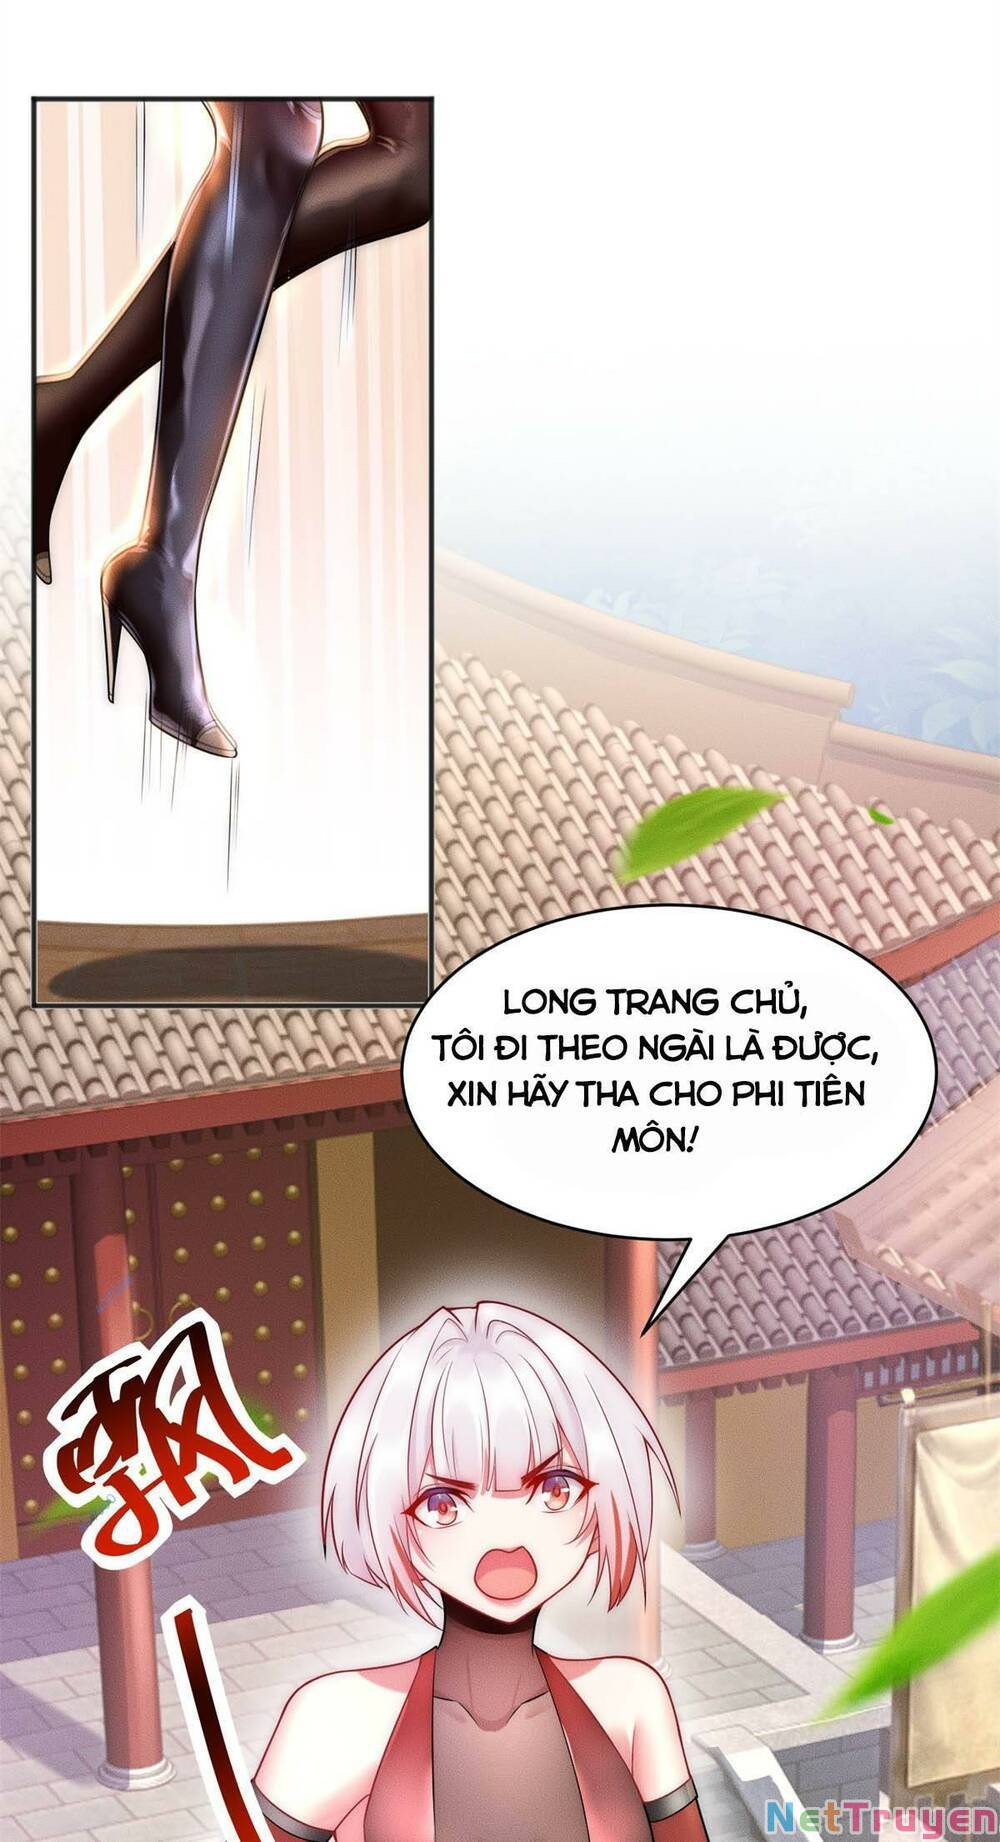 LONG TRANG CHỦ,
TÔI ĐI THEO NGÀI LÀ ĐƯỢC,
XIN HÃY THA CHO PHI TIÊN
MÔN!
NetTruyen